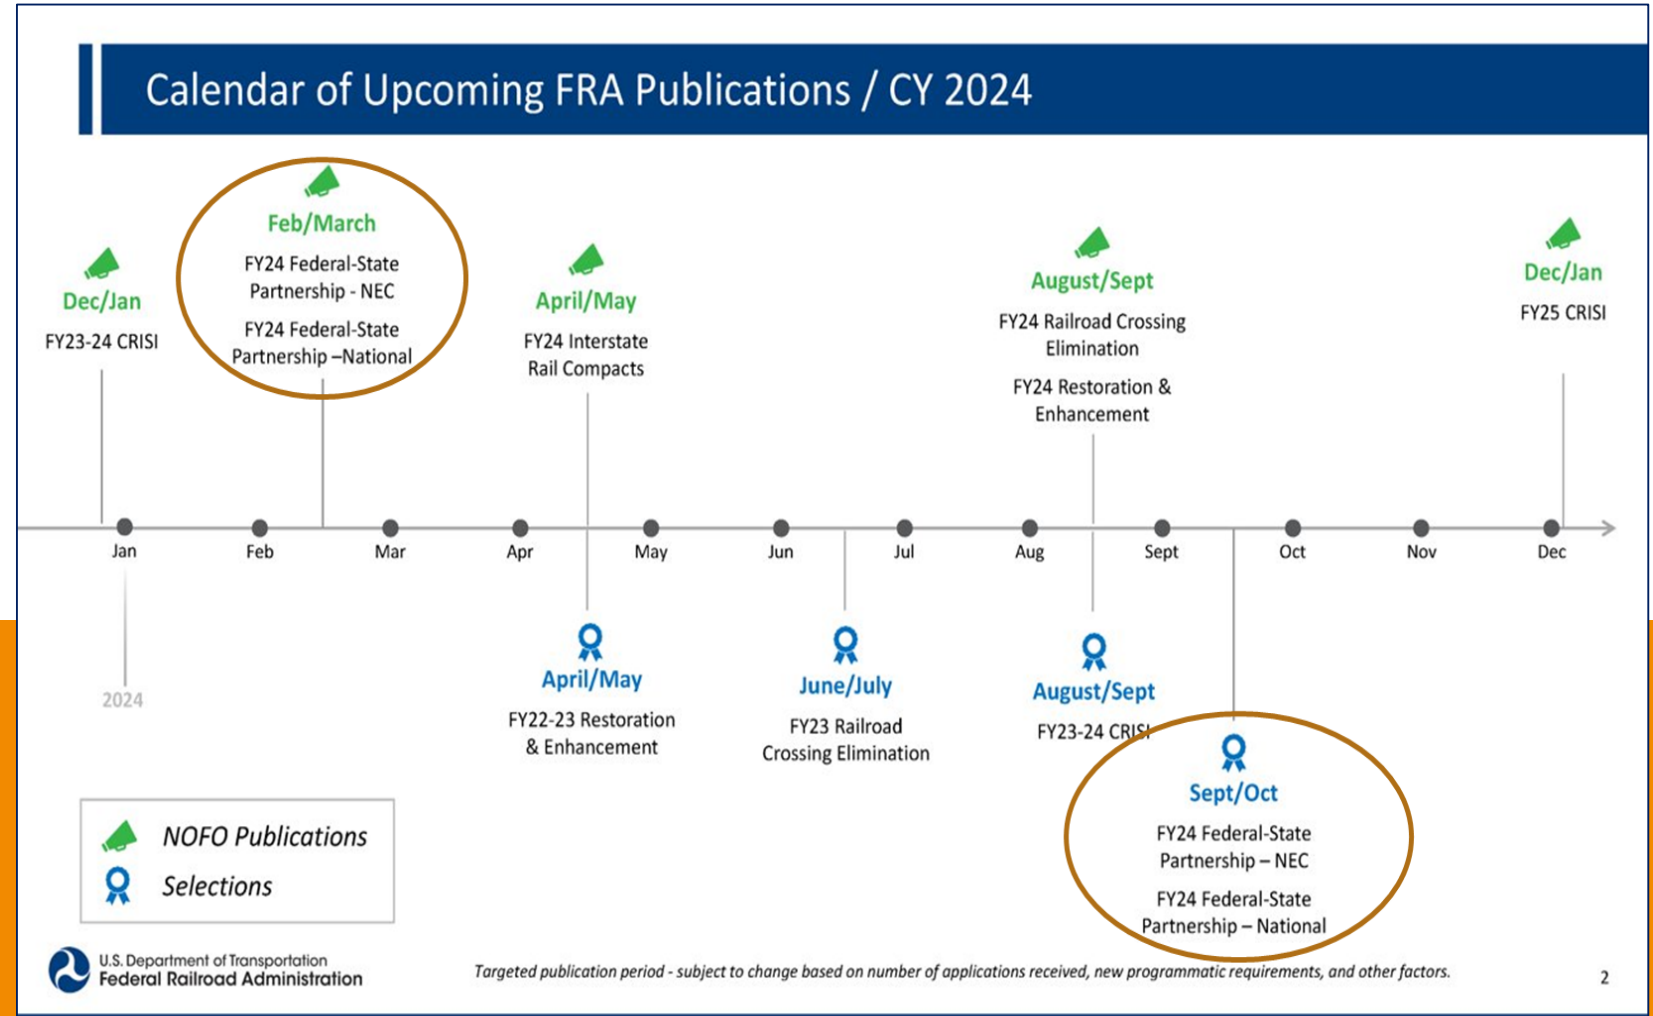 Calendar of Upcoming FRA Publications / CY 2024
Dec/Jan
FY23-24 CRISI
Feb/March
FY24 Federal-State
Partnership - NEC
FY24 Federal-State
Partnership –National
April/May
FY24 Interstate
Rail Compacts
August/Sept
FY24 Railroad Crossing
Elimination
FY24 Restoration &
Enhancement
Dec/Jan
FY25 CRISI
Jan
Feb
Mar
Apr
May
Jun
Jul
Aug
Sept
Oct
Nov
Dec
2024
April/May
FY22-23 Restoration
& Enhancement
June/July
FY23 Railroad
Crossing Elimination
August/Sept
FY23-24 CRISI
Sept/Oct
FY24 Federal-State
Partnership – NEC
FY24 Federal-State
Partnership – National
NOFO Publications
Selections
U.S. Department of Transportation
Federal Railroad Administration
Targeted publication period - subject to change based on number of applications received, new programmatic requirements, and other factors.
2